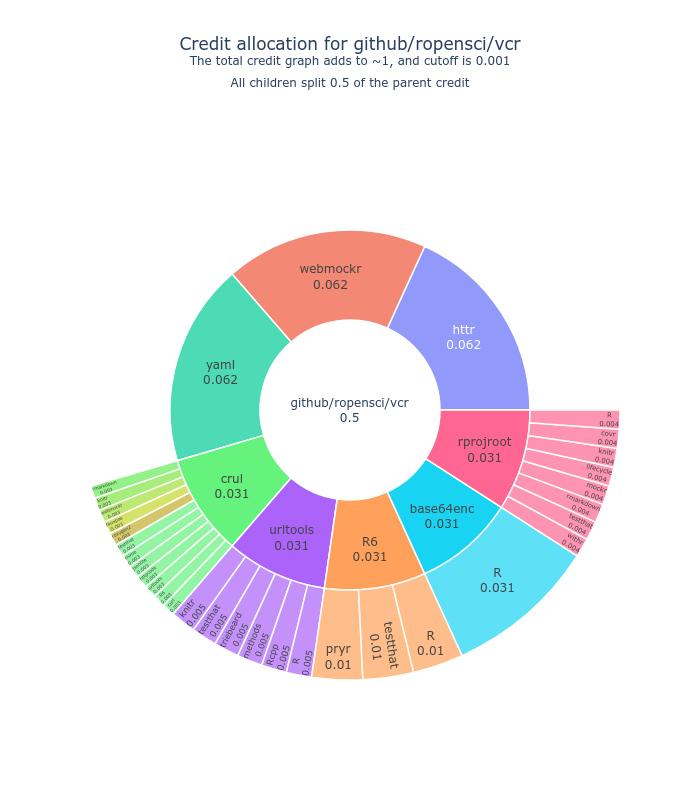 Credit allocation for github/ropensci/vcr
The total credit graph adds to ~1, and cutoff is 0.001
All children split 0.5 of the parent credit
webmockr
0.062
httr
0.062
yaml
0.062
github/ropensci/vcr
0.5
rprojroot
0.031
crul
0.031
base64enc
0.031
urltools
0.031
R6
0.031
R
0.031
R
0.004
covr
0.004
knitr
0.004
lifecycle
0.004
mockr
0.004
rmarkdown
0.004
testthat
0.004
withr
0.004
R
0.01
testthat
0.01
pryr
0.01
R
0.005
Rcpp
0.005
methods
0.005
triebeard
0.005
testthat
0.005
knitr
0.005